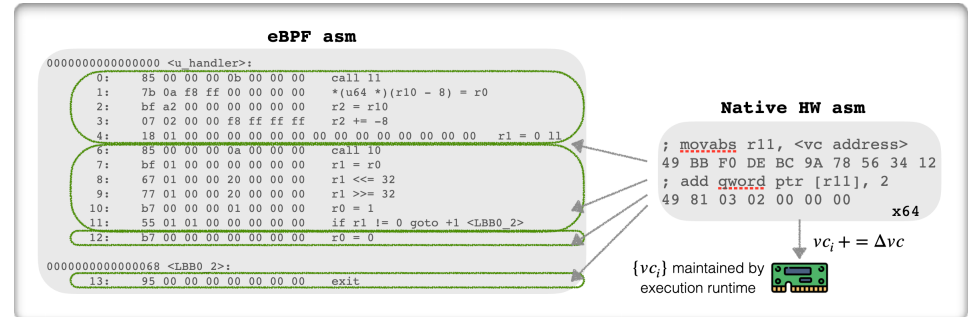 eBPF asm
0000000000000000 <u_handler>:
0: 85 00 00 00 0b 00 00 00 call 11
1: 7b 0a f8 ff 00 00 00 00 *(u64 *)(r10 - 8) = r0
2: bf a2 00 00 00 00 00 00 r2 = r10
3: 07 02 00 00 f8 ff ff ff r2 += -8
4: 18 01 00 00 00 00 00 00 00 00 00 00 00 00 00 00 r1 = 0 ll
6: 85 00 00 00 0a 00 00 00 call 10
7: bf 01 00 00 00 00 00 00 r1 = r0
8: 67 01 00 00 20 00 00 00 r1 <<= 32
9: 77 01 00 00 20 00 00 00 r1 >>= 32
10: b7 00 00 00 01 00 00 00 r0 = 1
11: 55 01 01 00 00 00 00 00 if r1 != 0 goto +1 <LBB0_2>
12: b7 00 00 00 00 00 00 00 r0 = 0
0000000000000068 <LBB0 2>:
13: 95 00 00 00 00 00 00 00 exit
Native HW asm
; movabs r11, <vc address>
49 BB F0 DE BC 9A 78 56 34 12
; add qword ptr [r11], 2
49 81 03 02 00 00 00
x64
vc_i += Δvc
{vc_i} maintained by
execution runtime